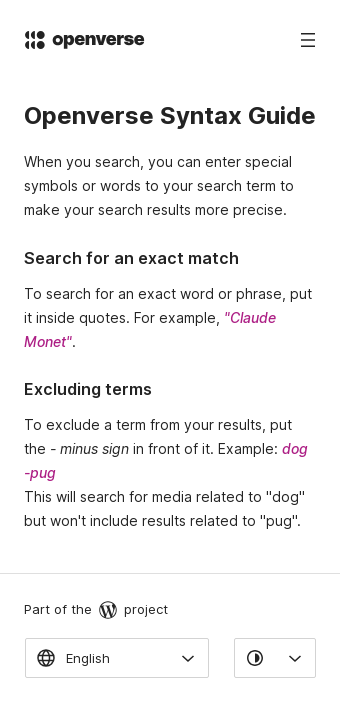 openverse
Openverse Syntax Guide
When you search, you can enter special
symbols or words to your search term to
make your search results more precise.
Search for an exact match
To search for an exact word or phrase, put
it inside quotes. For example, "Claude
Monet".
Excluding terms
To exclude a term from your results, put
the - minus sign in front of it. Example: dog
-pug
This will search for media related to "dog"
but won't include results related to "pug".
Part of the project
English